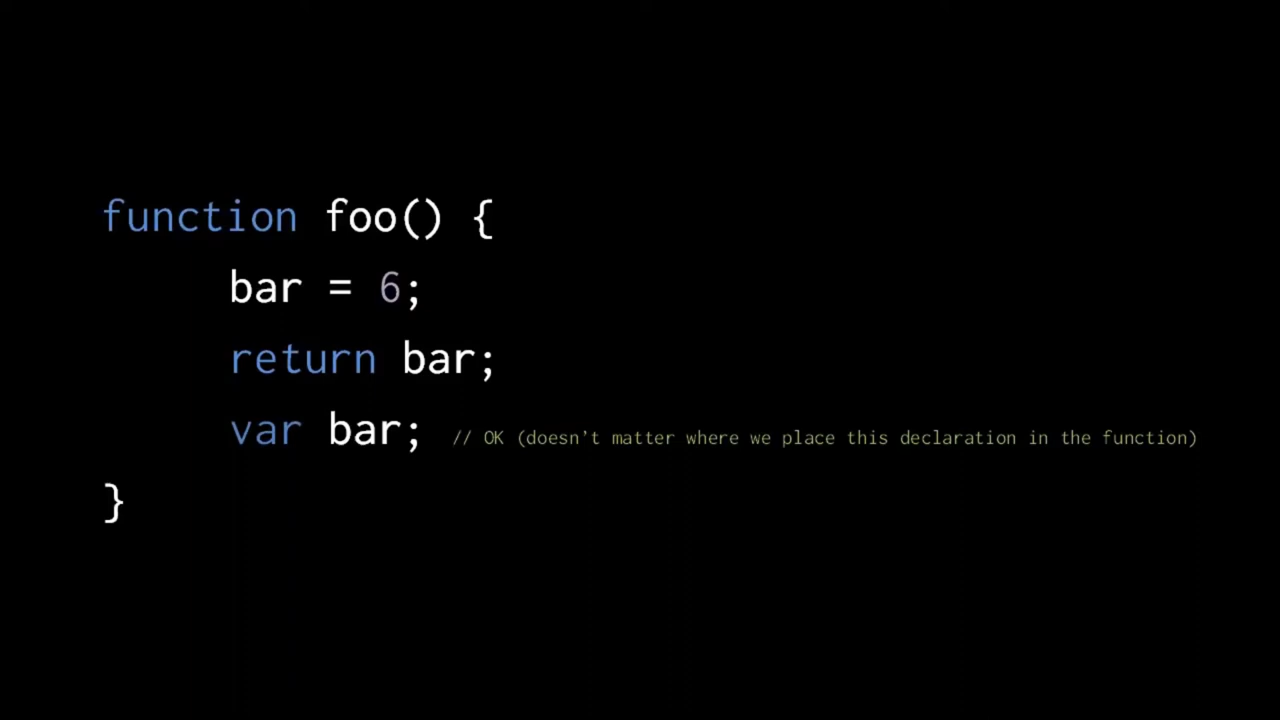 function foo() {
bar = 6;
return bar;
var bar; // OK (doesn't matter where we place this declaration in the function)
}